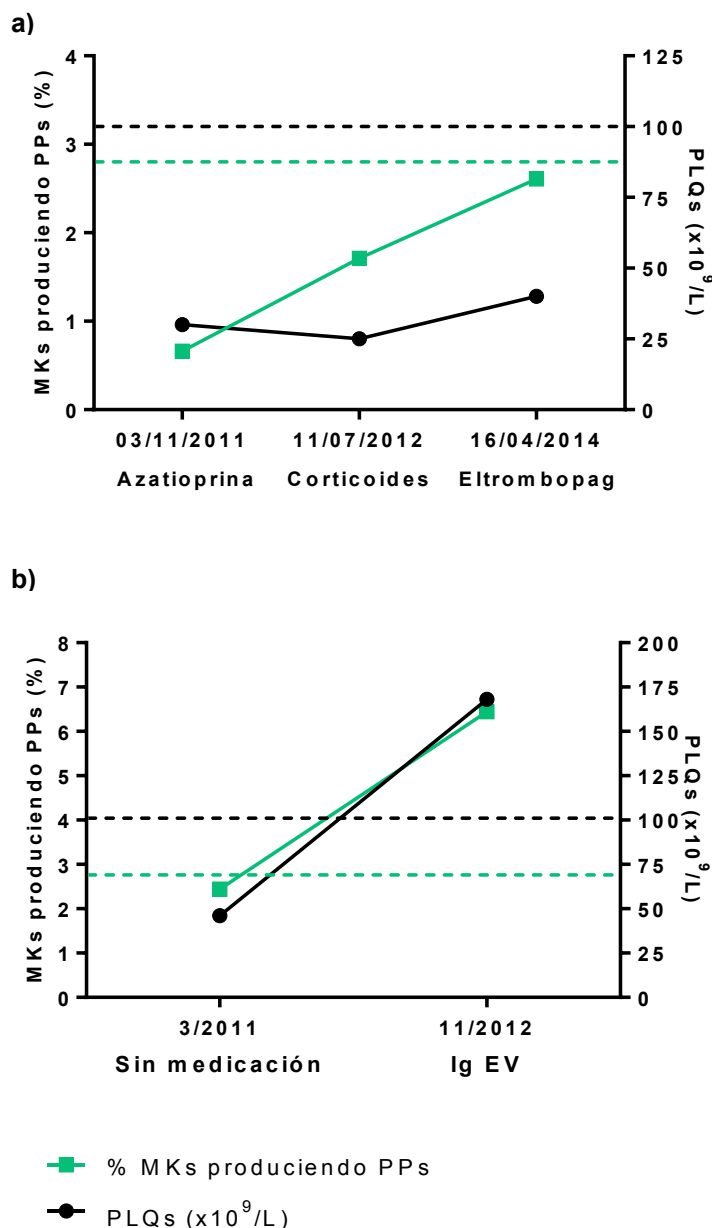 a)
MKs produciendo PPs (%)
4
3
2
1
0
125
100
75
50
25
0
PLQs (x10⁹/L)
03/11/2011 11/07/2012 16/04/2014
Azatioprina Corticoides Eltrombopag
b)
MKs produciendo PPs (%)
8
7
6
5
4
3
2
1
0
200
175
150
125
100
75
50
25
0
PLQs (x10⁹/L)
3/2011 11/2012
Sin medicación Ig EV
% MKs produciendo PPs
PLQs (x10⁹/L)